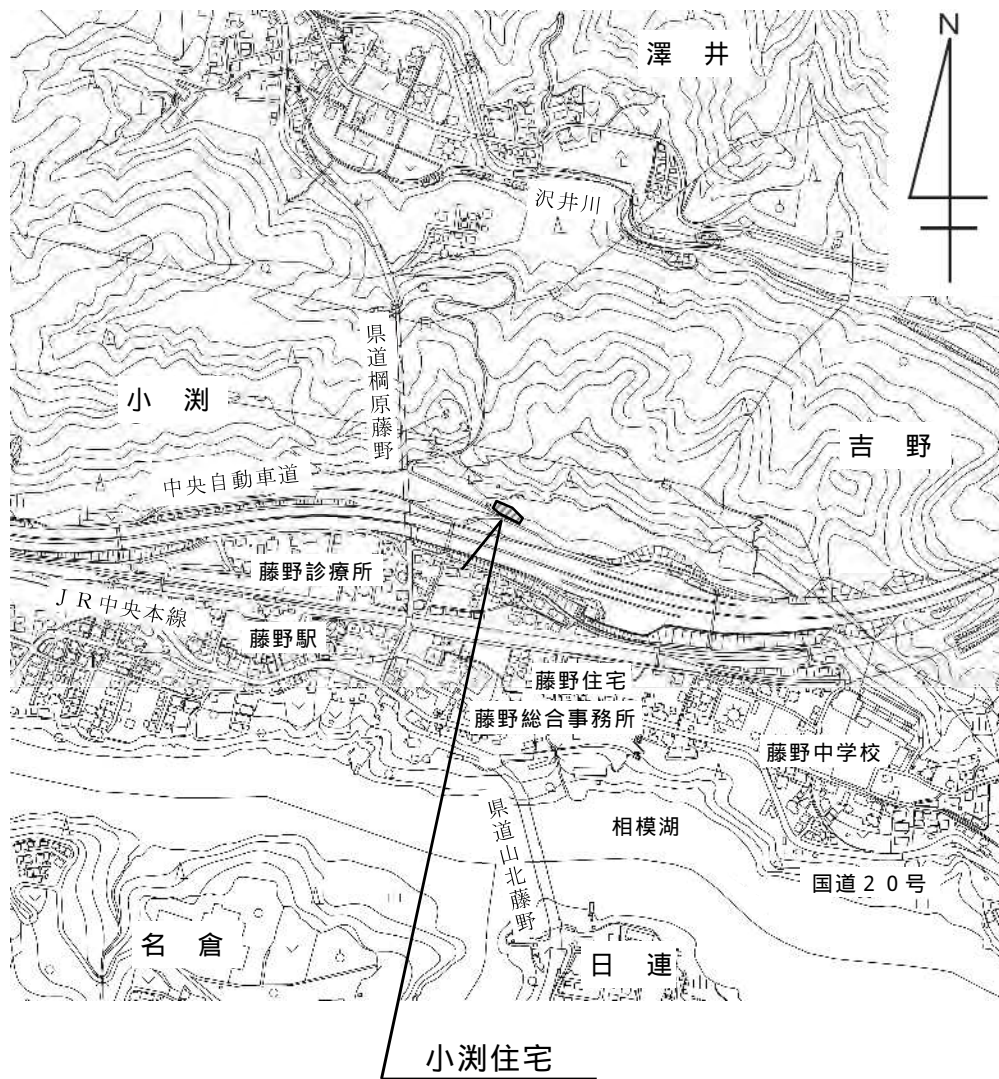 N
澤 井
沢井川
県道棡原藤野
小 渕
吉 野
中央自動車道
藤野診療所
JR中央本線
藤野駅
藤野住宅
藤野総合事務所
藤野中学校
県道山北藤野
相模湖
国道20号
名 倉
日 連
小渕住宅